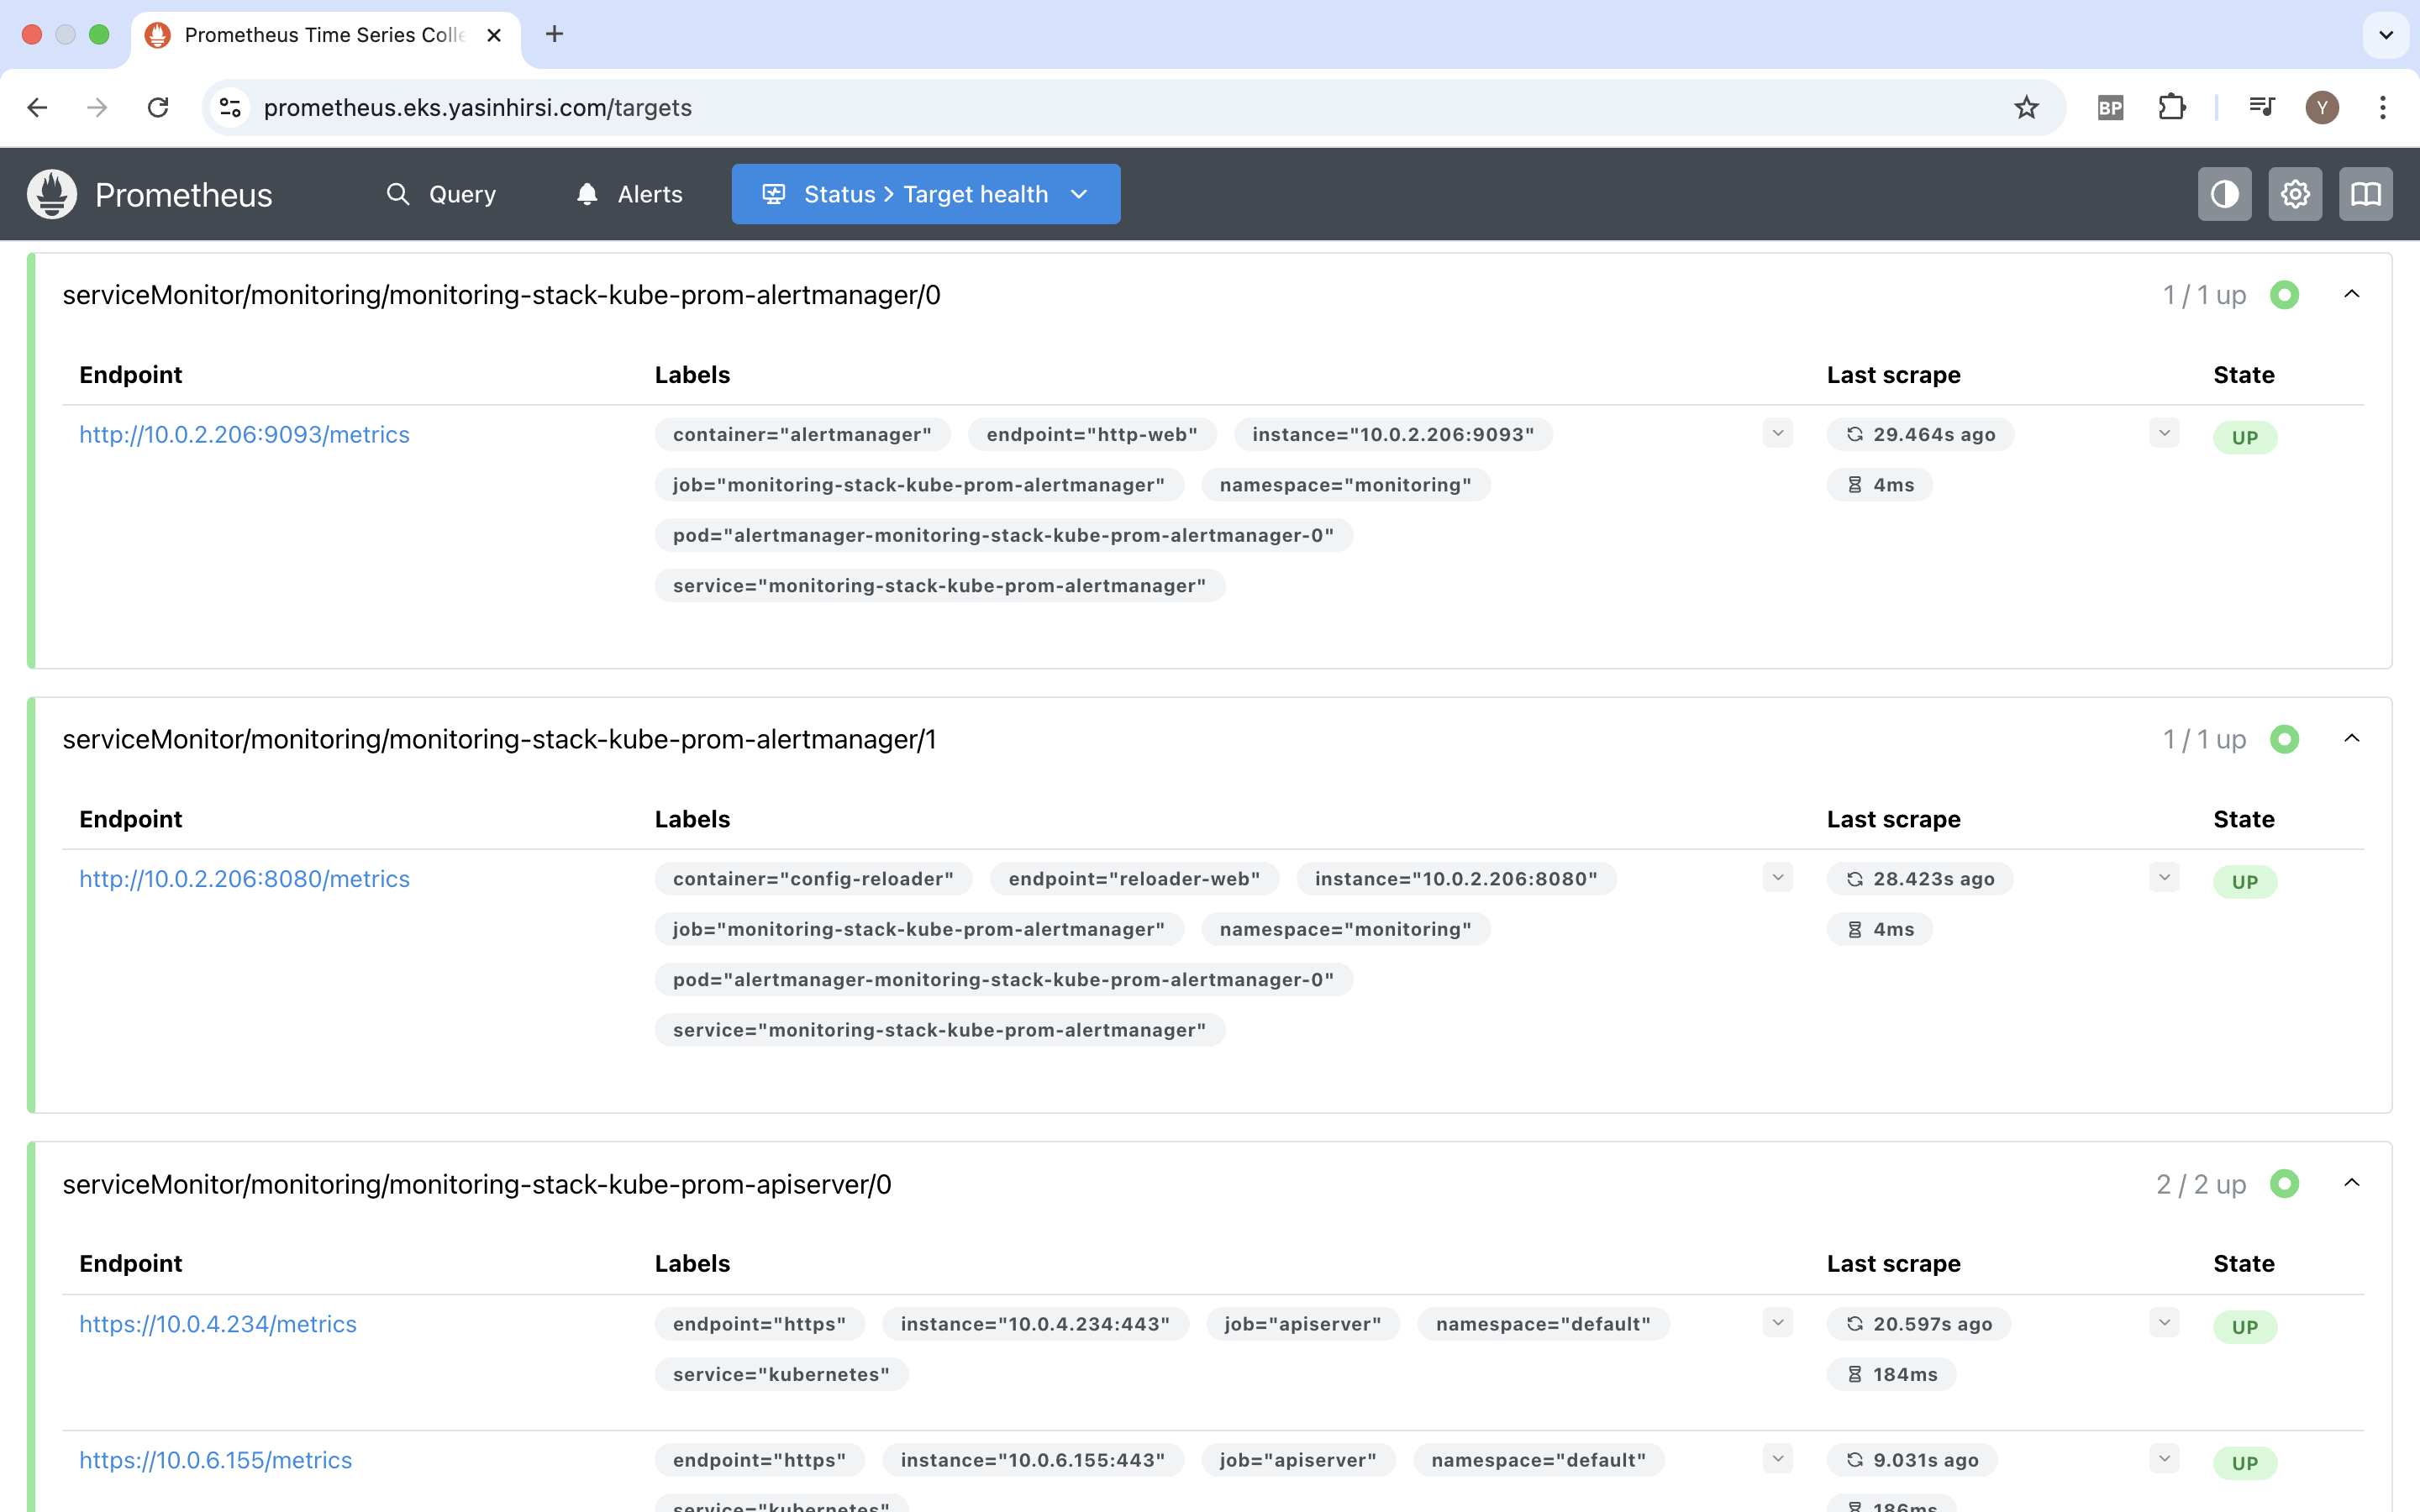 Prometheus Time Series Colle
prometheus.eks.yasinhirsi.com/targets
BP
Y
Prometheus
Query
Alerts
Status > Target health
serviceMonitor/monitoring/monitoring-stack-kube-prom-alertmanager/0
1 / 1 up
Endpoint Labels Last scrape State
http://10.0.2.206:9093/metrics container="alertmanager" endpoint="http-web" instance="10.0.2.206:9093" 29.464s ago UP
job="monitoring-stack-kube-prom-alertmanager" namespace="monitoring" 4ms
pod="alertmanager-monitoring-stack-kube-prom-alertmanager-0"
service="monitoring-stack-kube-prom-alertmanager"
serviceMonitor/monitoring/monitoring-stack-kube-prom-alertmanager/1
1 / 1 up
Endpoint Labels Last scrape State
http://10.0.2.206:8080/metrics container="config-reloader" endpoint="reloader-web" instance="10.0.2.206:8080" 28.423s ago UP
job="monitoring-stack-kube-prom-alertmanager" namespace="monitoring" 4ms
pod="alertmanager-monitoring-stack-kube-prom-alertmanager-0"
service="monitoring-stack-kube-prom-alertmanager"
serviceMonitor/monitoring/monitoring-stack-kube-prom-apiserver/0
2 / 2 up
Endpoint Labels Last scrape State
https://10.0.4.234/metrics endpoint="https" instance="10.0.4.234:443" job="apiserver" namespace="default" 20.597s ago UP
service="kubernetes" 184ms
https://10.0.6.155/metrics endpoint="https" instance="10.0.6.155:443" job="apiserver" namespace="default" 9.031s ago UP
service="kubernetes" 186ms